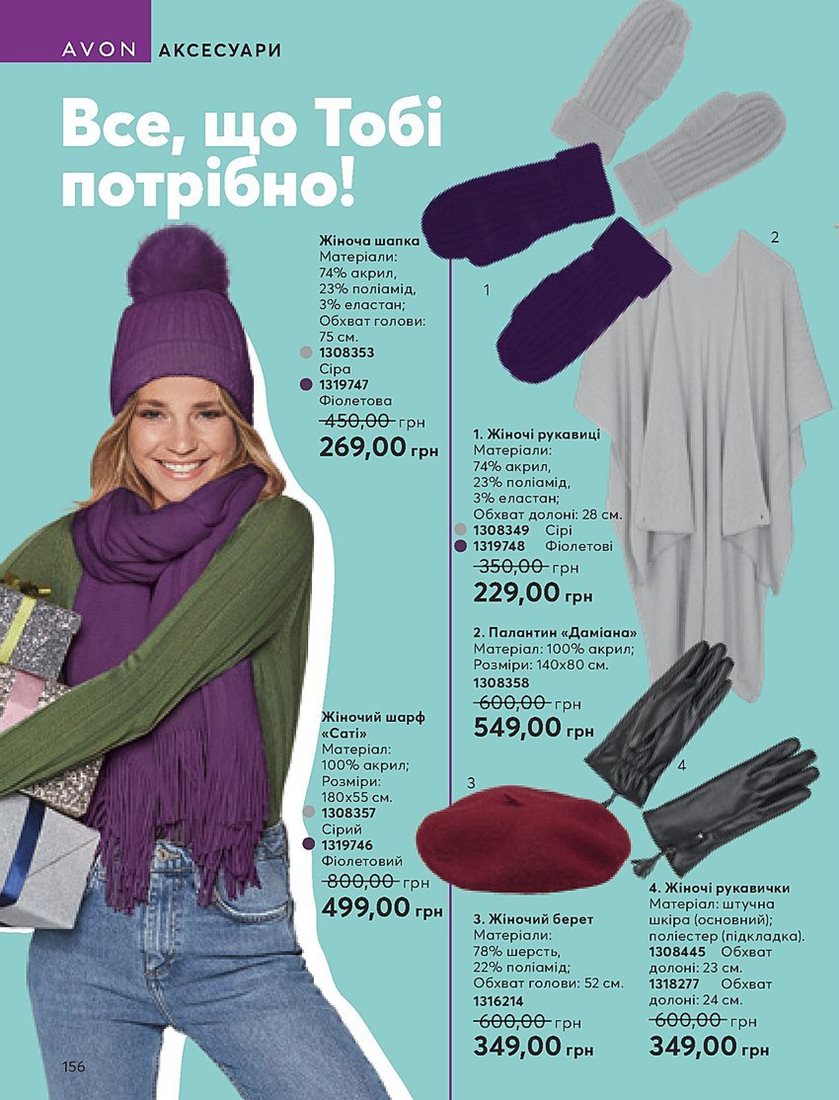 AVON АКСЕСУАРИ
Все, що Тобі
потрібно!
Жіноча шапка
Матеріали:
74% акрил,
23% поліамід,
3% еластан;
Обхват голови:
75 см.
1308353
Сіра
1319747
Фіолетова
450,00 грн
269,00 грн
Жіночий шарф
«Саті»
Матеріал:
100% акрил;
Розміри:
180х55 см.
1308357
Сірий
1319746
Фіолетовий
800,00 грн
499,00 грн
1
2
1. Жіночі рукавиці
Матеріали:
74% акрил,
23% поліамід,
3% еластан;
Обхват долоні: 28 см.
1308349 Сірі
1319748 Фіолетові
350,00 грн
229,00 грн
2. Палантин «Даміана»
Матеріал: 100% акрил;
Розміри: 140х80 см.
1308358
600,00 грн
549,00 грн
3
4
3. Жіночий берет
Матеріали:
78% шерсть,
22% поліамід;
Обхват голови: 52 см.
1316214
600,00 грн
349,00 грн
4. Жіночі рукавички
Матеріал: штучна
шкіра (основний);
поліестер (підкладка).
1308445 Обхват
долоні: 23 см.
1318277 Обхват
долоні: 24 см.
600,00 грн
349,00 грн
156